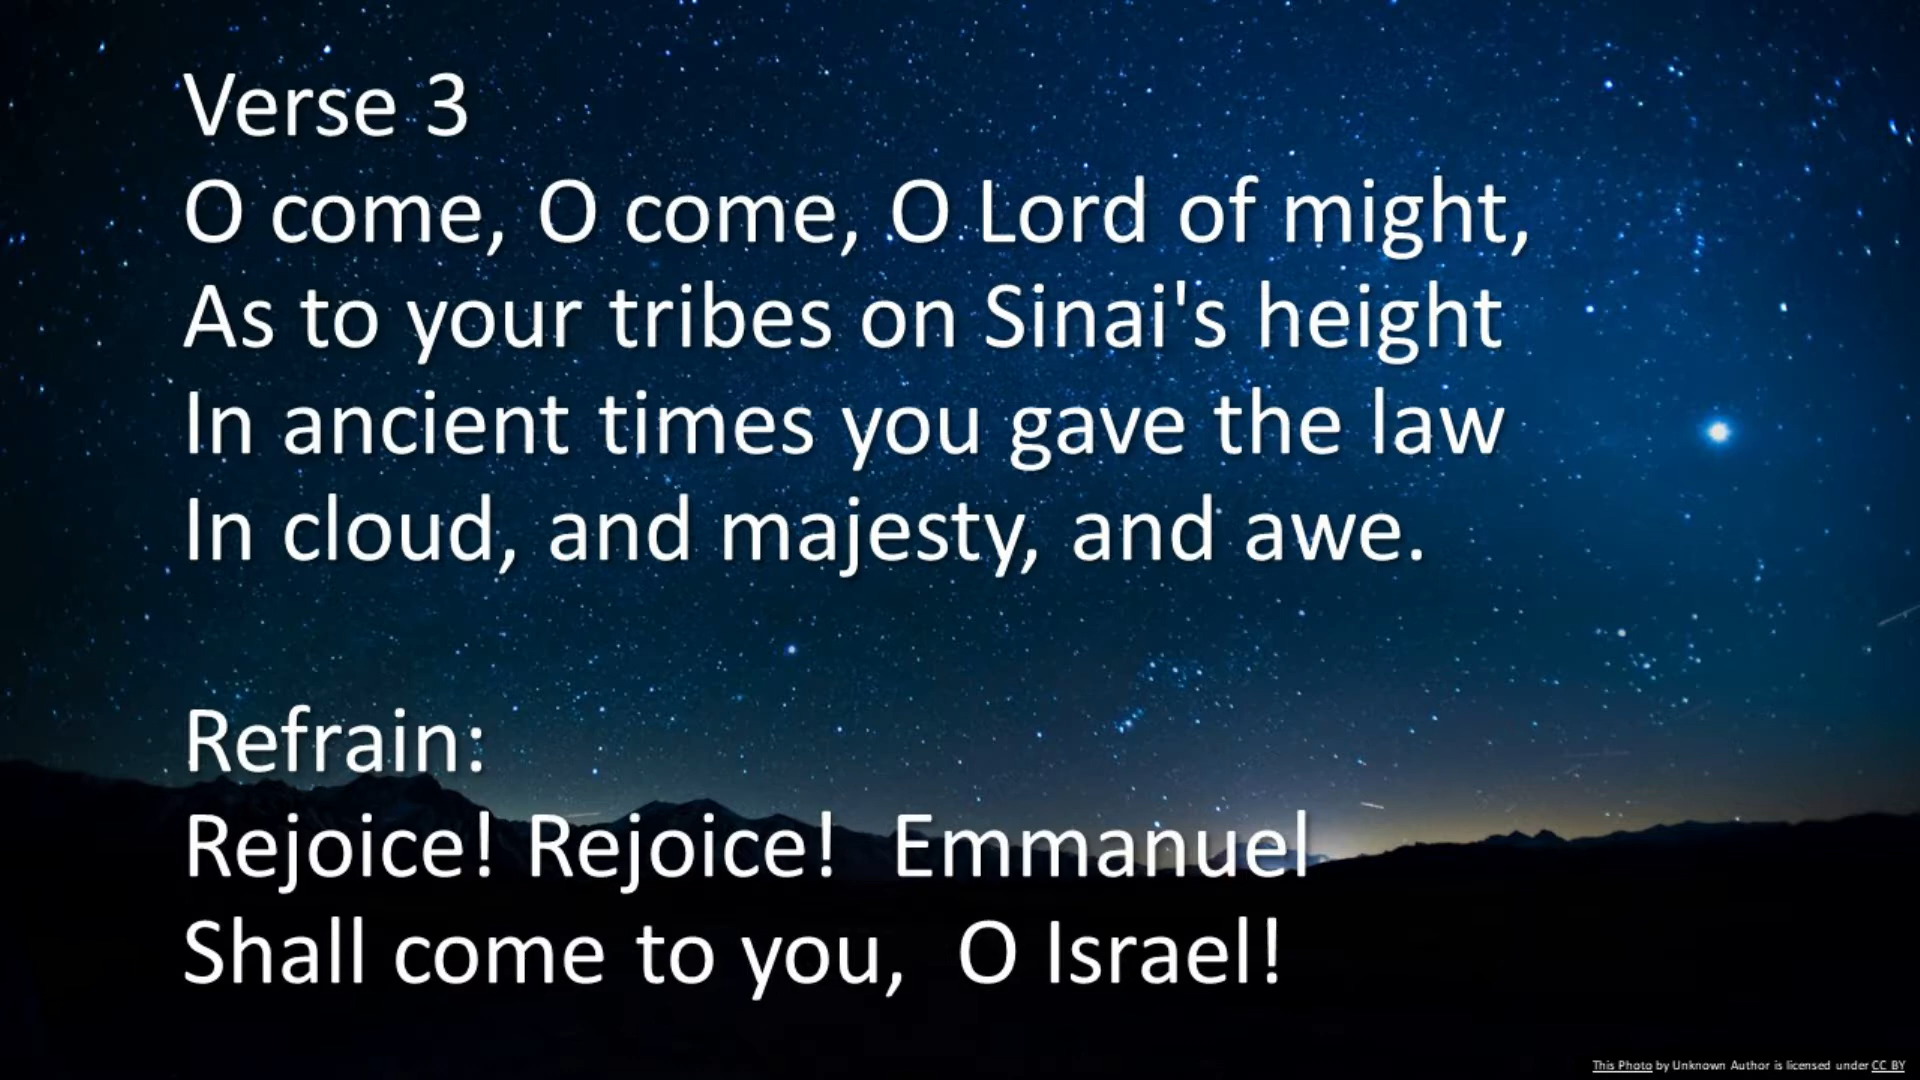 Verse 3
O come, O come, O Lord of might,
As to your tribes on Sinai's height
In ancient times you gave the law
In cloud, and majesty, and awe.
Refrain:
Rejoice! Rejoice!  Emmanuel
Shall come to you,  O Israel!
This Photo by Unknown Author is licensed under CC BY